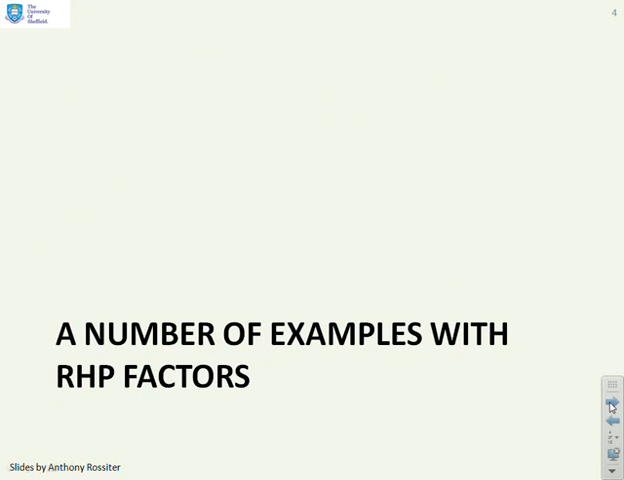 The
University
Of
Sheffield.
4
A NUMBER OF EXAMPLES WITH
RHP FACTORS
Slides by Anthony Rossiter